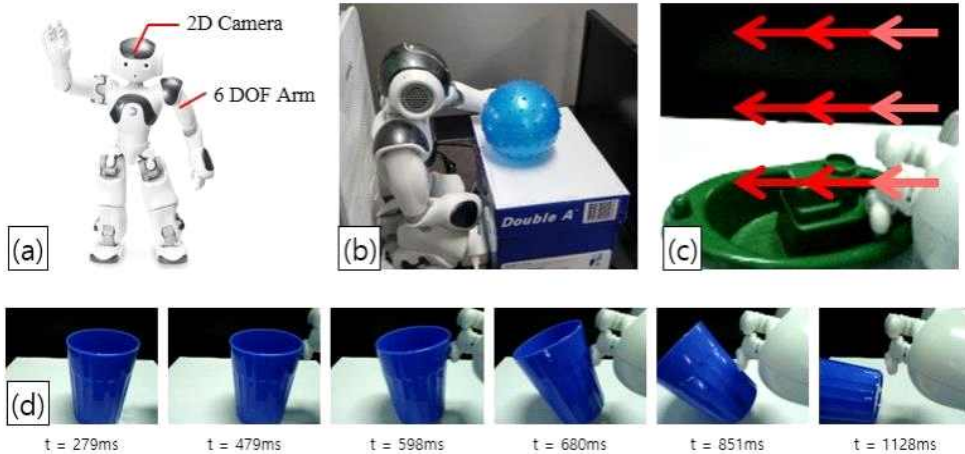 2D Camera
6 DOF Arm
(a)
(b)
Double A
(c)
(d)
t = 279ms
t = 479ms
t = 598ms
t = 680ms
t = 851ms
t = 1128ms